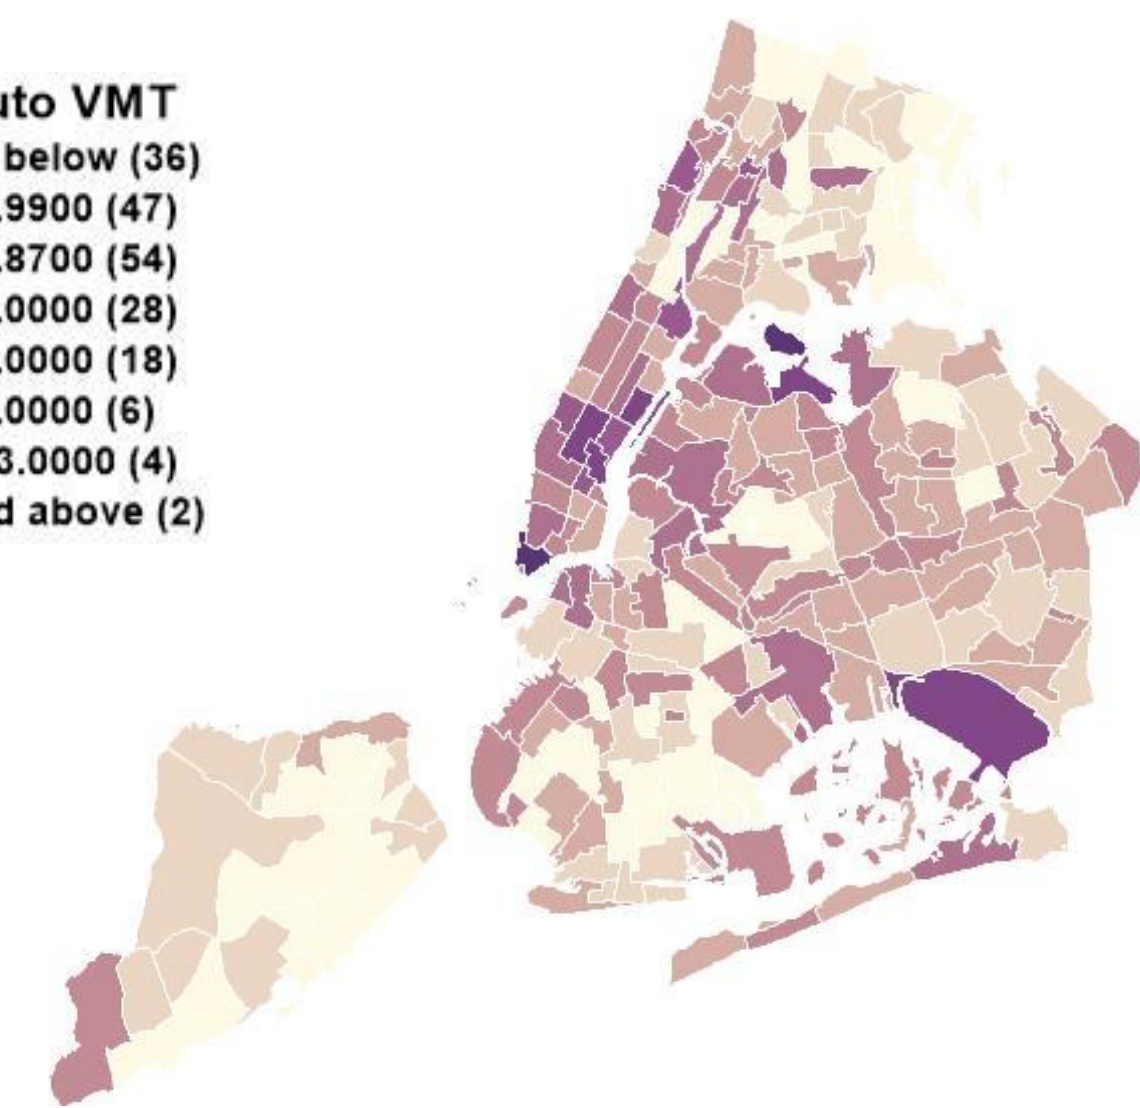 uto VMT
below (36)
.9900 (47)
.8700 (54)
.0000 (28)
.0000 (18)
.0000 (6)
3.0000 (4)
d above (2)